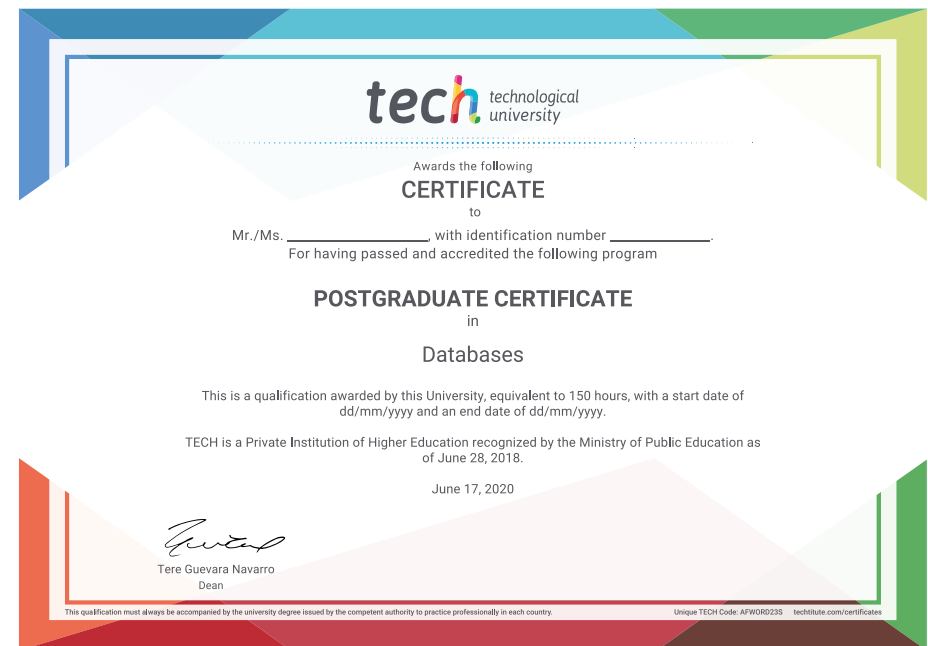 tech technological
university
Awards the following
CERTIFICATE
to
Mr./Ms. ____________________, with identification number ______________.
For having passed and accredited the following program
POSTGRADUATE CERTIFICATE
in
Databases
This is a qualification awarded by this University, equivalent to 150 hours, with a start date of
dd/mm/yyyy and an end date of dd/mm/yyyy.
TECH is a Private Institution of Higher Education recognized by the Ministry of Public Education as
of June 28, 2018.
June 17, 2020
Tere Guevara Navarro
Dean
This qualification must always be accompanied by the university degree issued by the competent authority to practice professionally in each country. Unique TECH Code: AFWORD23S techtitute.com/certificates